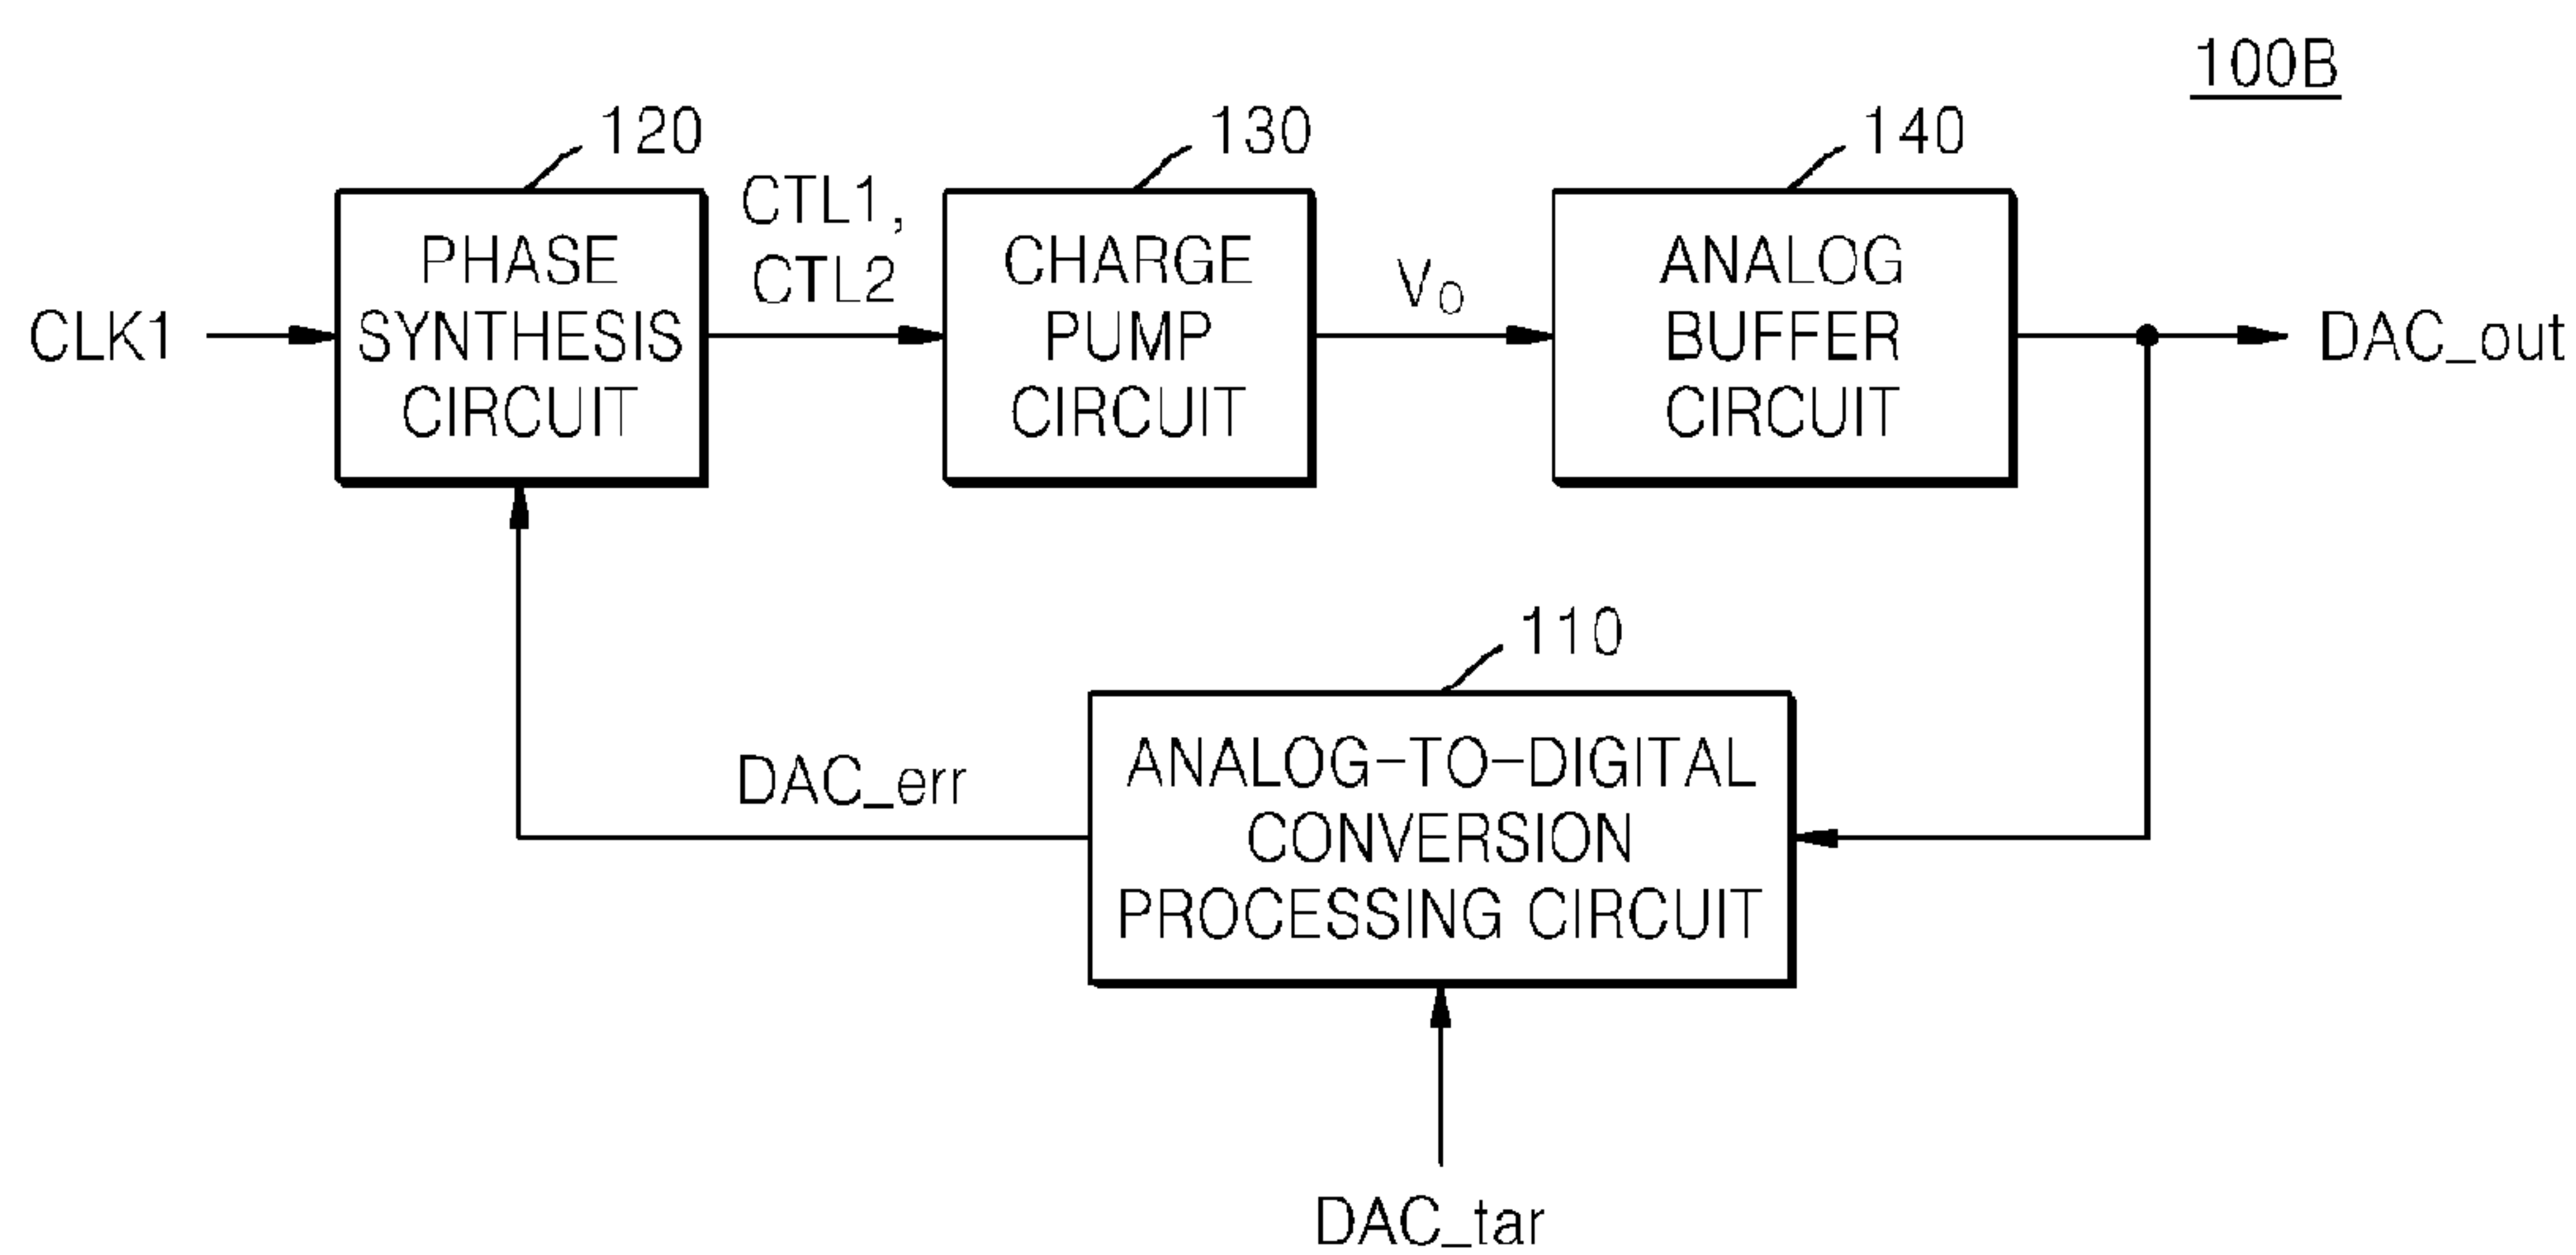 100B
120
130
140
CTL1,
CTL2
PHASE
SYNTHESIS
CIRCUIT
CHARGE
PUMP
CIRCUIT
V_O
ANALOG
BUFFER
CIRCUIT
CLK1
DAC_out
110
DAC_err
ANALOG-TO-DIGITAL
CONVERSION
PROCESSING CIRCUIT
DAC_tar